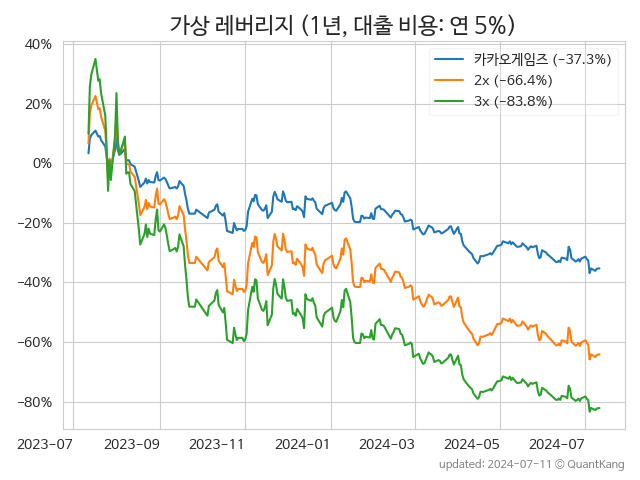 가상 레버리지 (1년, 대출 비용: 연 5%)
40%
20%
0%
−20%
−40%
−60%
−80%
카카오게임즈 (−37.3%)
2x (−66.4%)
3x (−83.8%)
2023-07 2023-09 2023-11 2024-01 2024-03 2024-05 2024-07
updated: 2024-07-11 © QuantKang